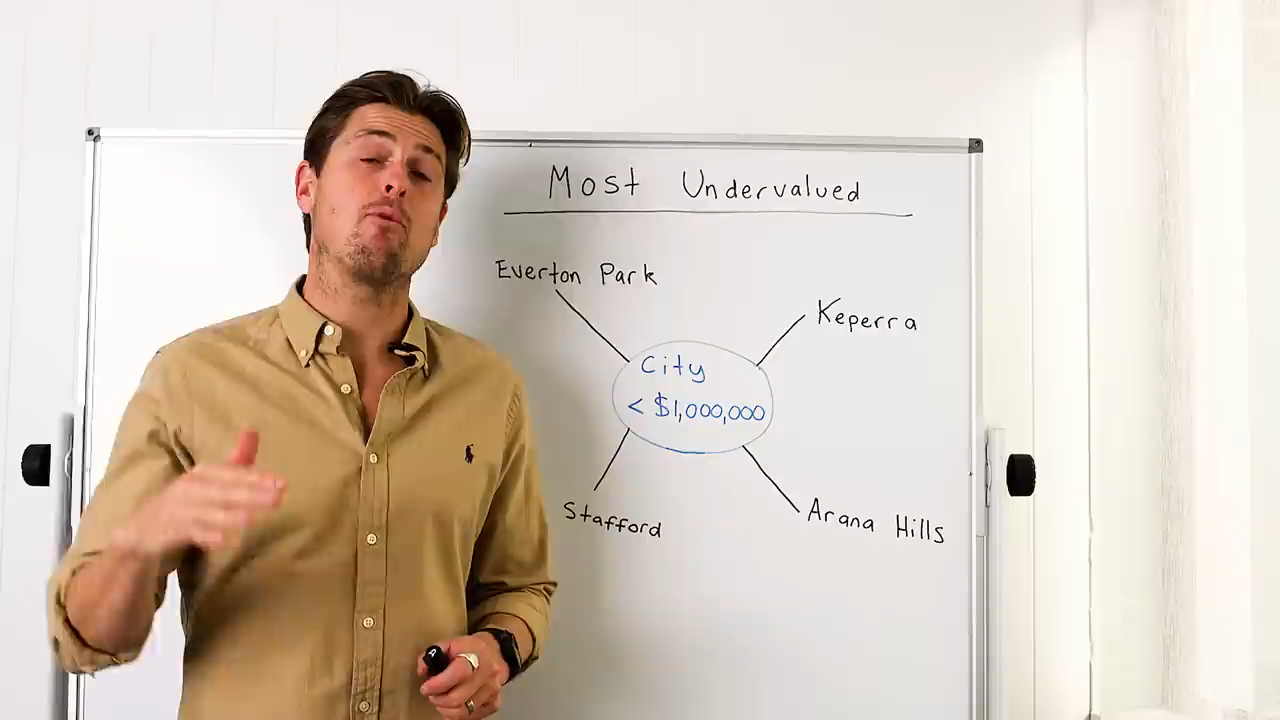 Most Undervalued
Everton Park
Keperra
City
< $1,000,000
Stafford
Arana Hills
A